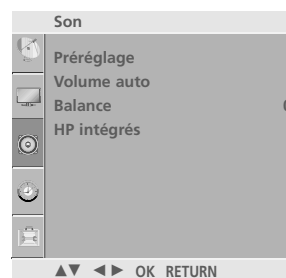 Son
Préréglage
Volume auto
Balance
HP intégrés
▲▼ ◄► OK RETURN